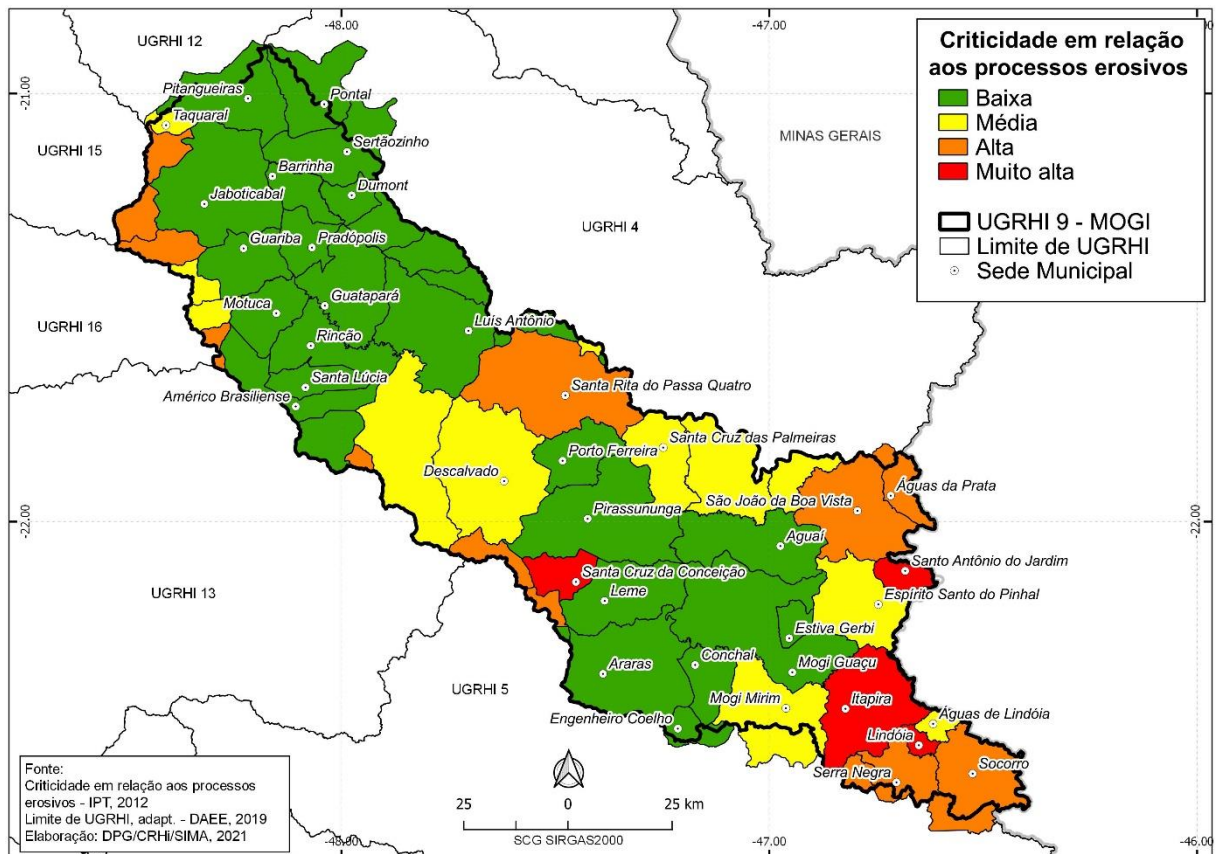 -48.00
-47.00
UGRHI 12
Pitangueiras
Pontal
-21.00
Taquaral
MINAS GERAIS
UGRHI 15
Sertãozinho
Barrinha
Dumont
Jaboticabal
UGRHI 4
Guariba
Pradópolis
Motuca
Guatapará
UGRHI 16
Luís Antônio
Rincão
Santa Lúcia
Santa Rita do Passa Quatro
Américo Brasiliense
Santa Cruz das Palmeiras
Porto Ferreira
Descalvado
São João da Boa Vista
Águas da Prata
Pirassununga
-22.00
-22.00
Aguaí
Santo Antônio do Jardim
Santa Cruz da Conceição
Leme
Espírito Santo do Pinhal
UGRHI 13
Estiva Gerbi
Conchal
Mogi Guaçu
Araras
UGRHI 5
Mogi Mirim
Itapira
Engenheiro Coelho
Águas de Lindóia
Lindóia
Serra Negra
Socorro
Criticidade em relação
aos processos erosivos
Baixa
Média
Alta
Muito alta
UGRHI 9 - MOGI
Limite de UGRHI
Sede Municipal
Fonte:
Criticidade em relação aos processos
erosivos - IPT, 2012
Limite de UGRHI, adapt. - DAEE, 2019
Elaboração: DPG/CRHi/SIMA, 2021
25 0 25 km
SCG SIRGAS2000
-47.00
-46.00